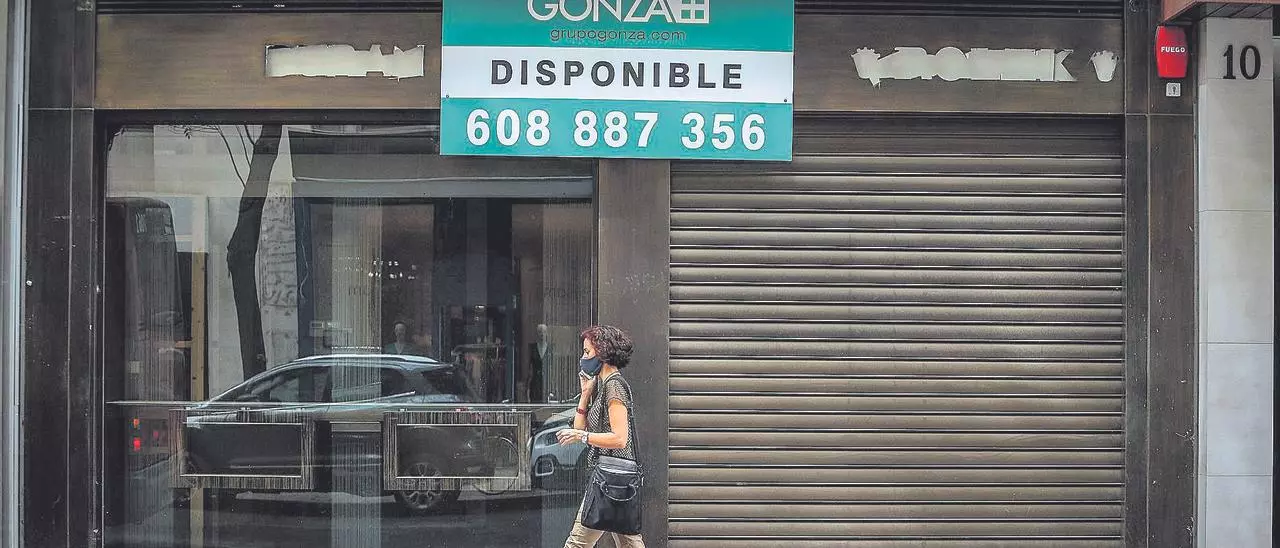 GONZA
grupogonza.com
DISPONIBLE
608 887 356
FUEGO
10